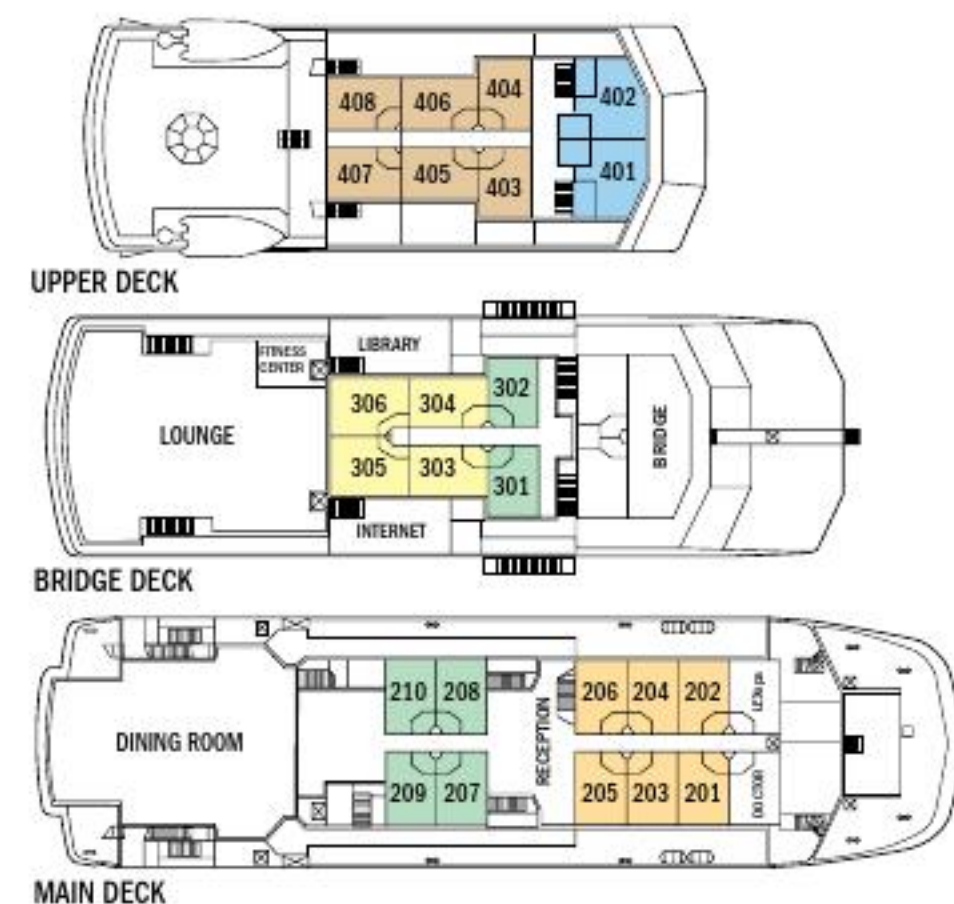 408 406 404 402
407 405 403 401
UPPER DECK
FITNESS
CENTER
LIBRARY
306 304 302
LOUNGE
BRIDGE
305 303 301
INTERNET
BRIDGE DECK
210 208 206 204 202
DINING ROOM
RECEPTION
209 207 205 203 201
DOCTOR
MAIN DECK